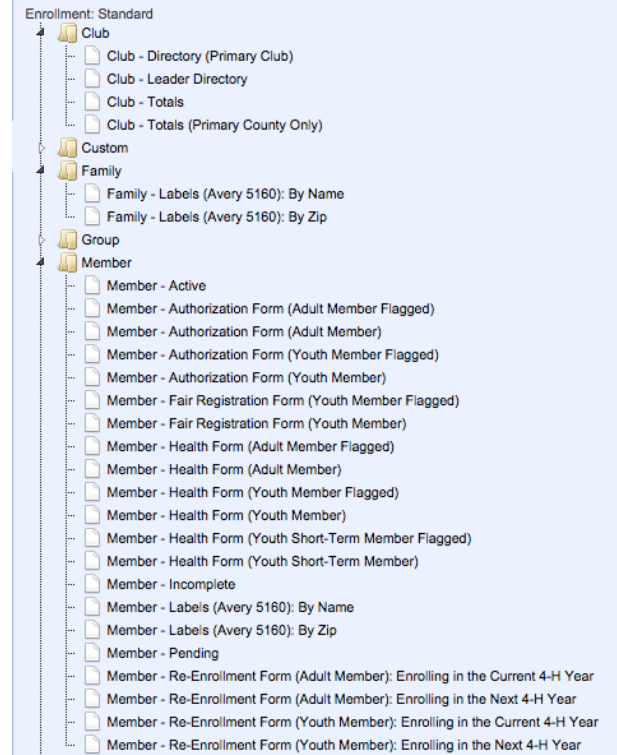 Enrollment: Standard
Club
Club - Directory (Primary Club)
Club - Leader Directory
Club - Totals
Club - Totals (Primary County Only)
Custom
Family
Family - Labels (Avery 5160): By Name
Family - Labels (Avery 5160): By Zip
Group
Member
Member - Active
Member - Authorization Form (Adult Member Flagged)
Member - Authorization Form (Adult Member)
Member - Authorization Form (Youth Member Flagged)
Member - Authorization Form (Youth Member)
Member - Fair Registration Form (Youth Member Flagged)
Member - Fair Registration Form (Youth Member)
Member - Health Form (Adult Member Flagged)
Member - Health Form (Adult Member)
Member - Health Form (Youth Member Flagged)
Member - Health Form (Youth Member)
Member - Health Form (Youth Short-Term Member Flagged)
Member - Health Form (Youth Short-Term Member)
Member - Incomplete
Member - Labels (Avery 5160): By Name
Member - Labels (Avery 5160): By Zip
Member - Pending
Member - Re-Enrollment Form (Adult Member): Enrolling in the Current 4-H Year
Member - Re-Enrollment Form (Adult Member): Enrolling in the Next 4-H Year
Member - Re-Enrollment Form (Youth Member): Enrolling in the Current 4-H Year
Member - Re-Enrollment Form (Youth Member): Enrolling in the Next 4-H Year